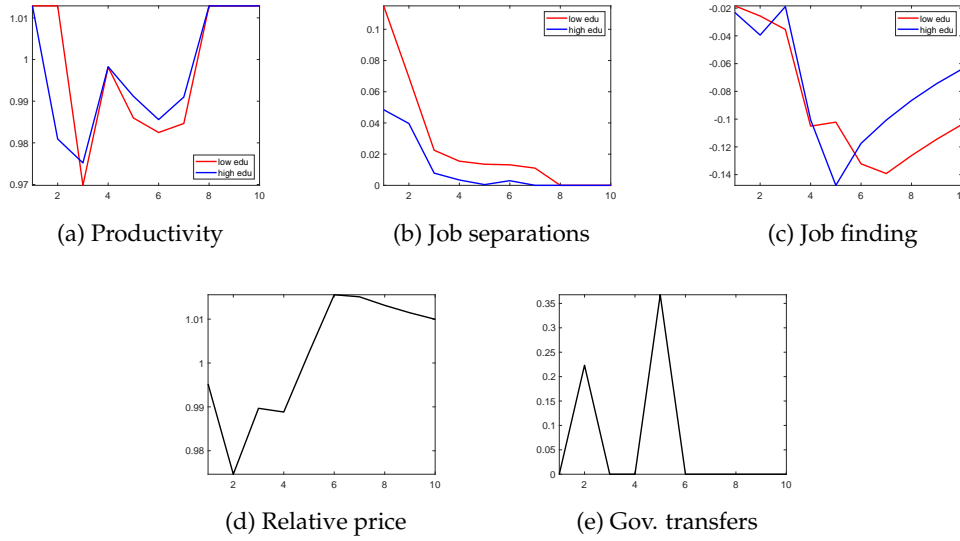 1.01
1
0.99
0.98
0.97
2 4 6 8 10
low edu
high edu
(a) Productivity
0.1
0.08
0.06
0.04
0.02
0
2 4 6 8 10
low edu
high edu
(b) Job separations
-0.02
-0.04
-0.06
-0.08
-0.1
-0.12
-0.14
2 4 6 8 10
low edu
high edu
(c) Job finding
1.01
1
0.99
0.98
2 4 6 8 10
(d) Relative price
0.35
0.3
0.25
0.2
0.15
0.1
0.05
0
2 4 6 8 10
(e) Gov. transfers